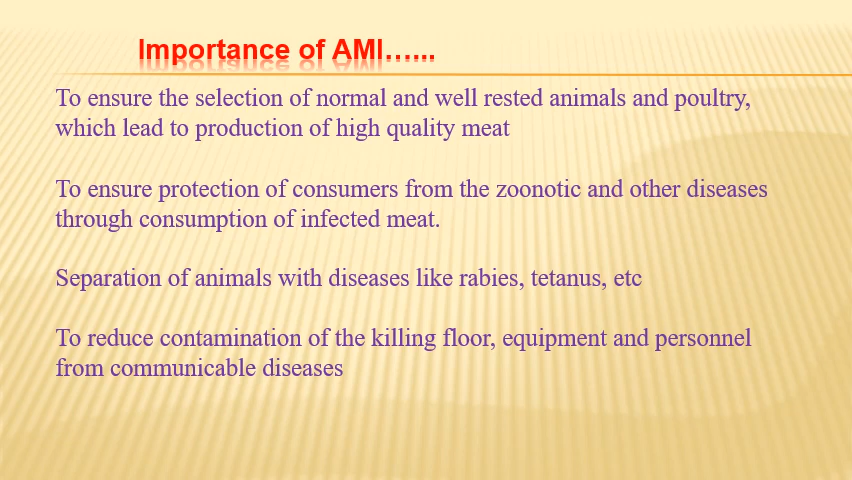 Importance of AMI…...
To ensure the selection of normal and well rested animals and poultry,
which lead to production of high quality meat
To ensure protection of consumers from the zoonotic and other diseases
through consumption of infected meat.
Separation of animals with diseases like rabies, tetanus, etc
To reduce contamination of the killing floor, equipment and personnel
from communicable diseases